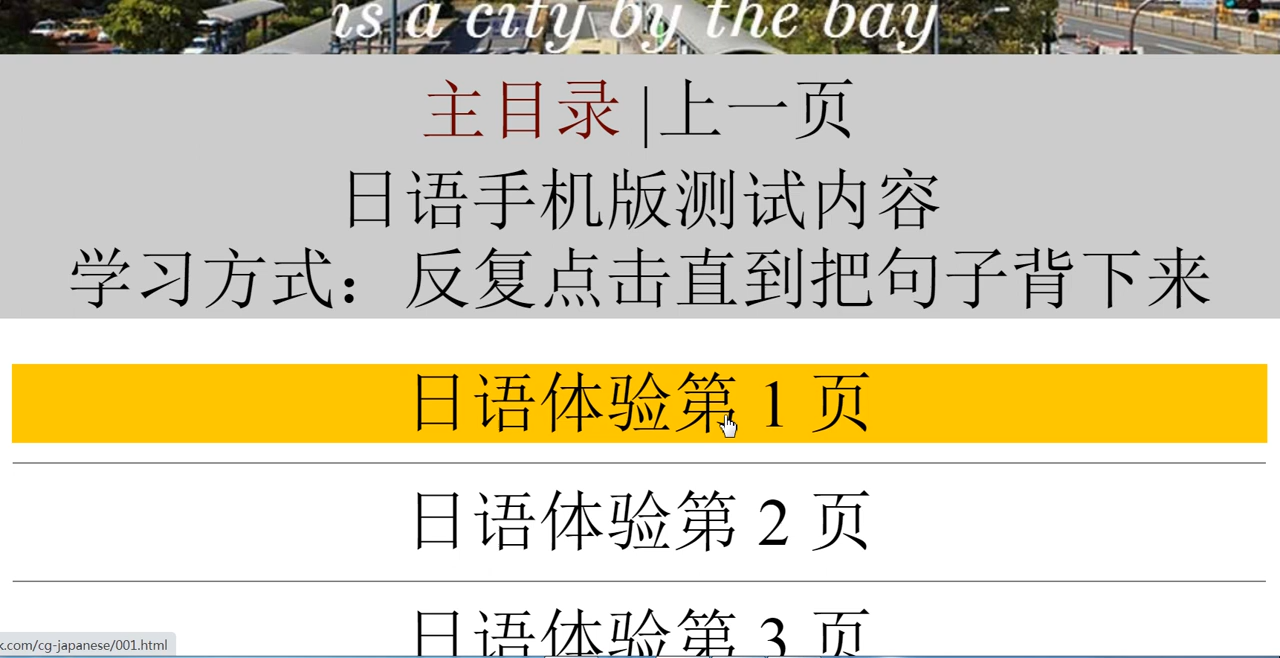 is a city by the bay
主目录 |上一页
日语手机版测试内容
学习方式：反复点击直到把句子背下来
日语体验第 1 页
日语体验第 2 页
日语体验第 3 页
k.com/cg-japanese/001.html